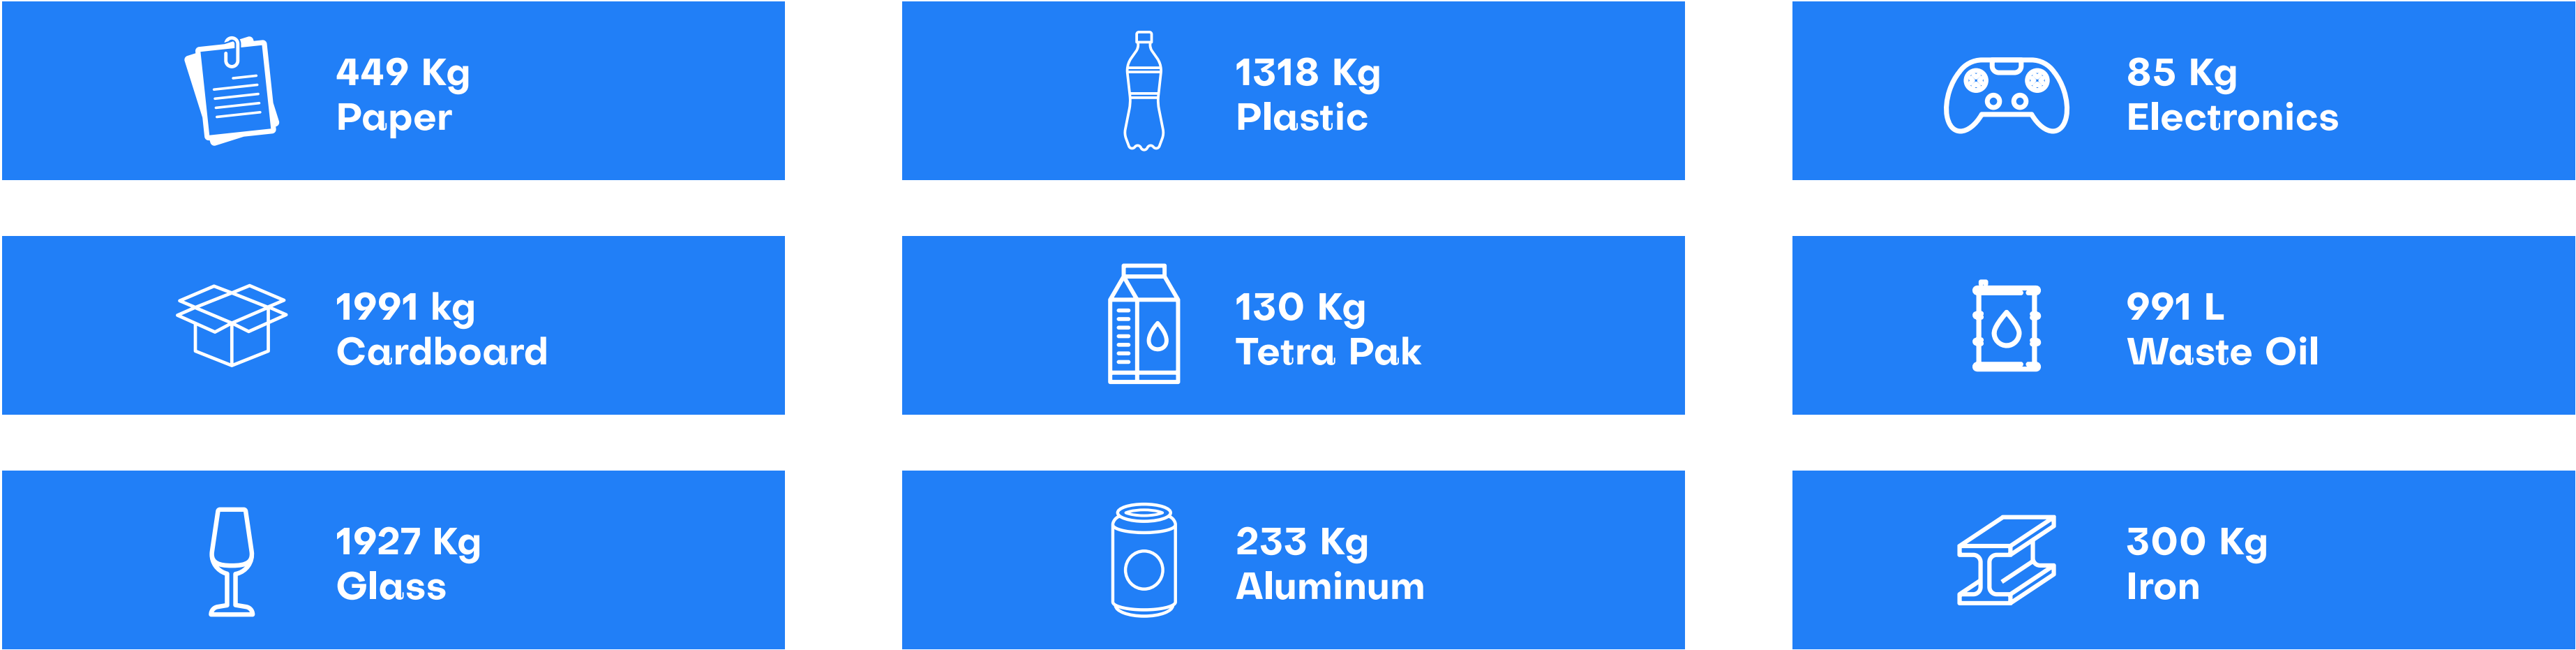 449 Kg
Paper
1318 Kg
Plastic
85 Kg
Electronics
1991 kg
Cardboard
130 Kg
Tetra Pak
991 L
Waste Oil
1927 Kg
Glass
233 Kg
Aluminum
300 Kg
Iron